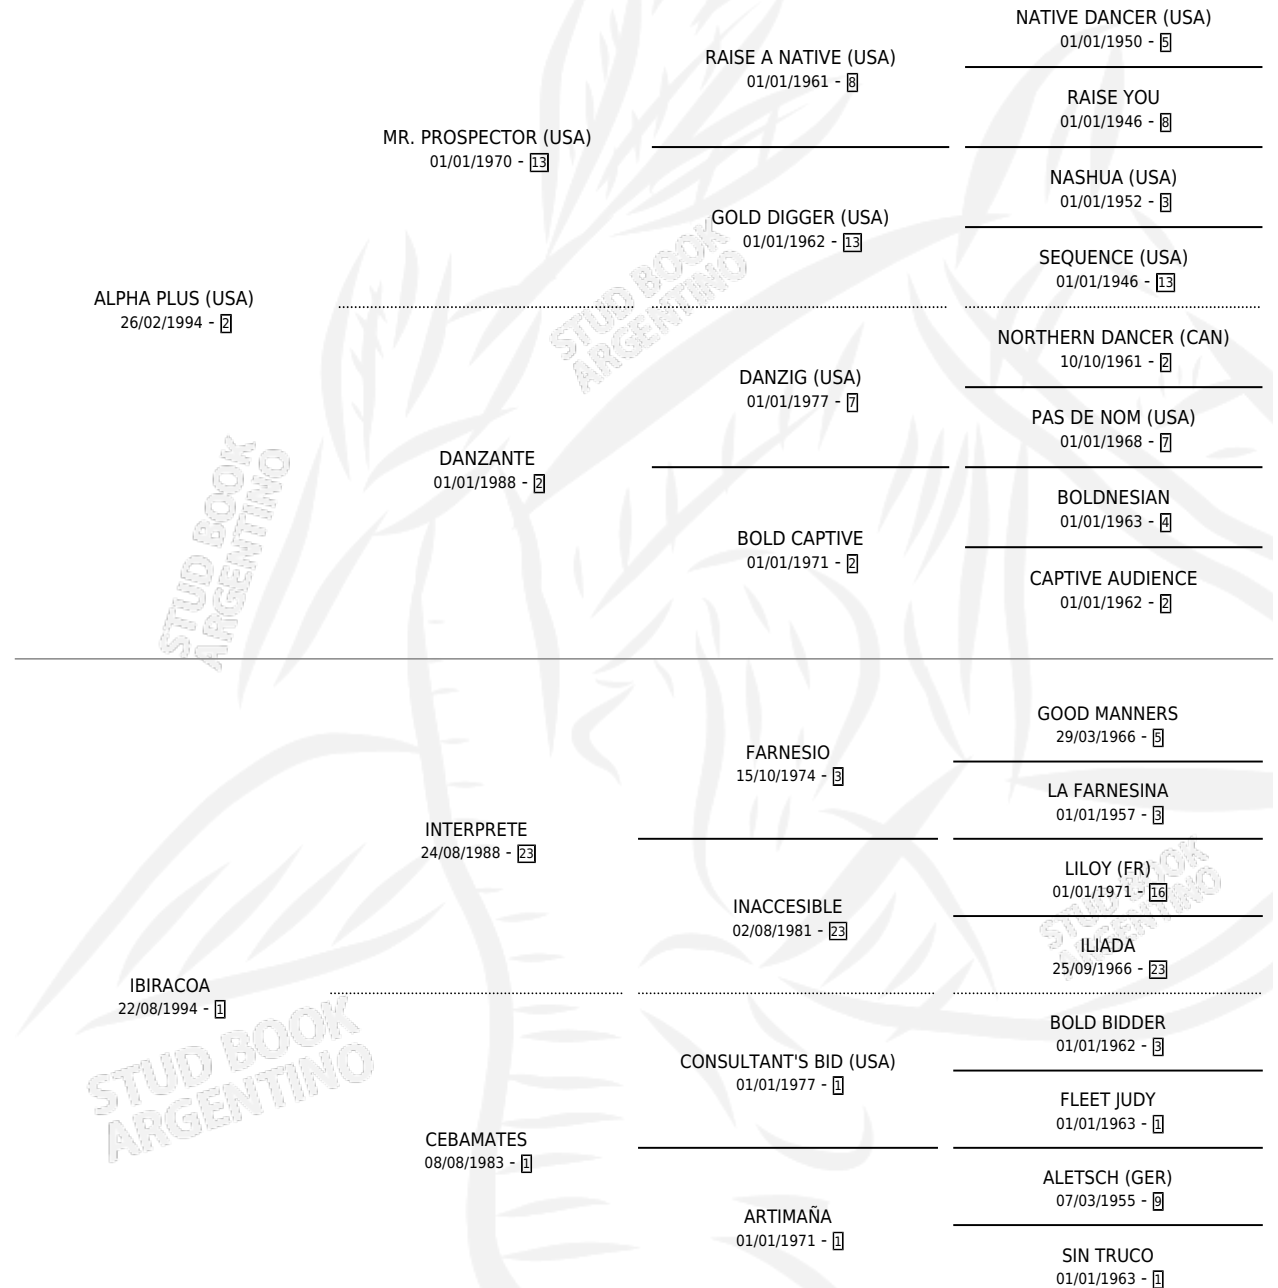 NATIVE DANCER (USA)
01/01/1950 - 5
RAISE A NATIVE (USA)
01/01/1961 - 8
RAISE YOU
01/01/1946 - 8
MR. PROSPECTOR (USA)
01/01/1970 - 13
NASHUA (USA)
01/01/1952 - 3
GOLD DIGGER (USA)
01/01/1962 - 13
SEQUENCE (USA)
01/01/1946 - 13
ALPHA PLUS (USA)
26/02/1994 - 2
NORTHERN DANCER (CAN)
10/10/1961 - 2
DANZIG (USA)
01/01/1977 - 7
PAS DE NOM (USA)
01/01/1968 - 7
DANZANTE
01/01/1988 - 2
BOLDNESIAN
01/01/1963 - 4
BOLD CAPTIVE
01/01/1971 - 2
CAPTIVE AUDIENCE
01/01/1962 - 2
GOOD MANNERS
29/03/1966 - 5
FARNESIO
15/10/1974 - 3
LA FARNESINA
01/01/1957 - 3
INTERPRETE
24/08/1988 - 23
LILOY (FR)
01/01/1971 - 16
INACCESIBLE
02/08/1981 - 23
ILIADA
25/09/1966 - 23
IBIRACOA
22/08/1994 - 1
BOLD BIDDER
01/01/1962 - 3
CONSULTANT'S BID (USA)
01/01/1977 - 1
FLEET JUDY
01/01/1963 - 1
CEBAMATES
08/08/1983 - 1
ALETSCH (GER)
07/03/1955 - 9
ARTIMAÑA
01/01/1971 - 1
SIN TRUCO
01/01/1963 - 1
STUD BOOK
ARGENTINO
STUD BOOK
ARGENTINO
STUD BOOK
ARGENTINO
STUD BOOK
ARGENTINO